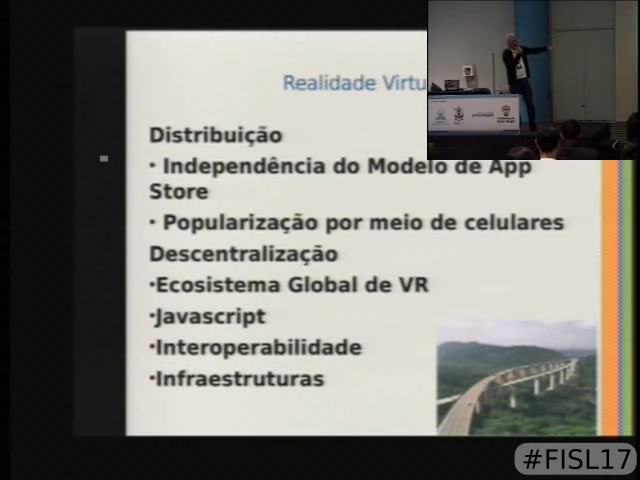 Realidade Virtu
Distribuição
• Independência do Modelo de App
Store
• Popularização por meio de celulares
Descentralização
•Ecosistema Global de VR
•Javascript
•Interoperabilidade
•Infraestruturas
#FISL17